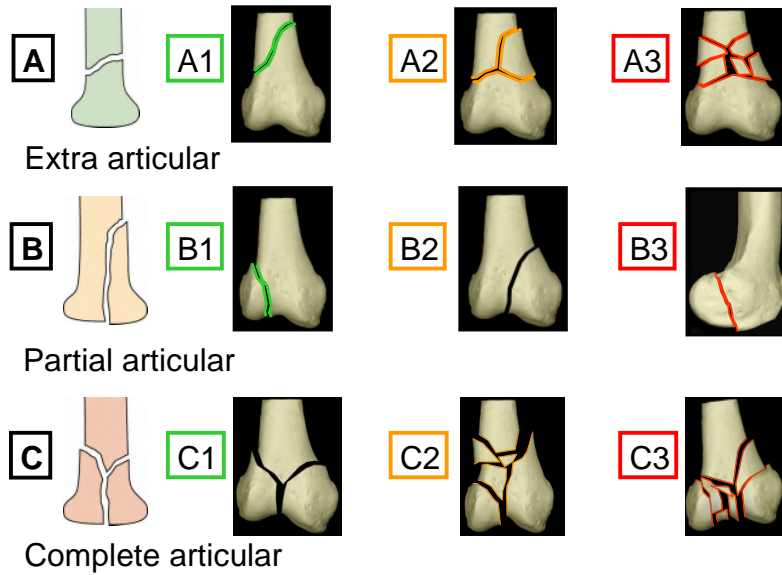 A A1 A2 A3
Extra articular
B B1 B2 B3
Partial articular
C C1 C2 C3
Complete articular